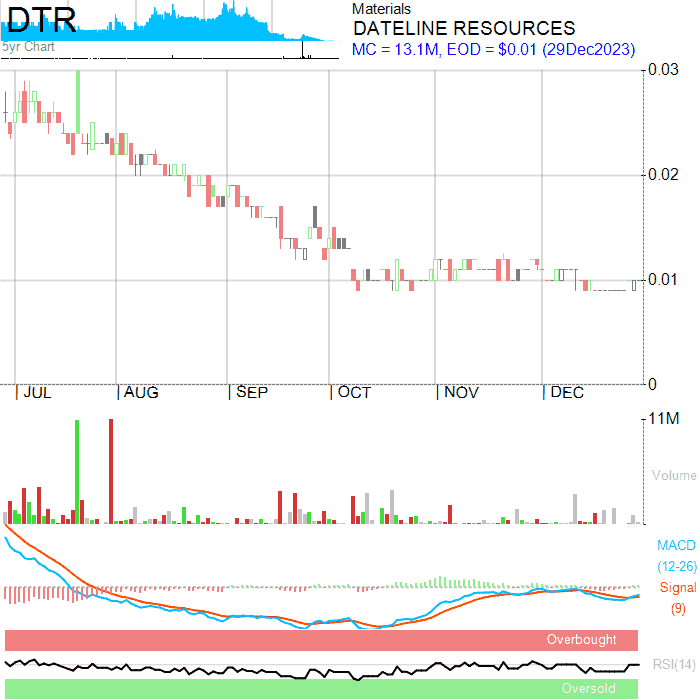 DTR
5yr Chart
Materials
DATELINE RESOURCES
MC = 13.1M, EOD = $0.01 (29Dec2023)
0.03
0.02
0.01
0
JUL AUG SEP OCT NOV DEC
11M
Volume
MACD
(12-26)
Signal
(9)
Overbought
RSI(14)
Oversold